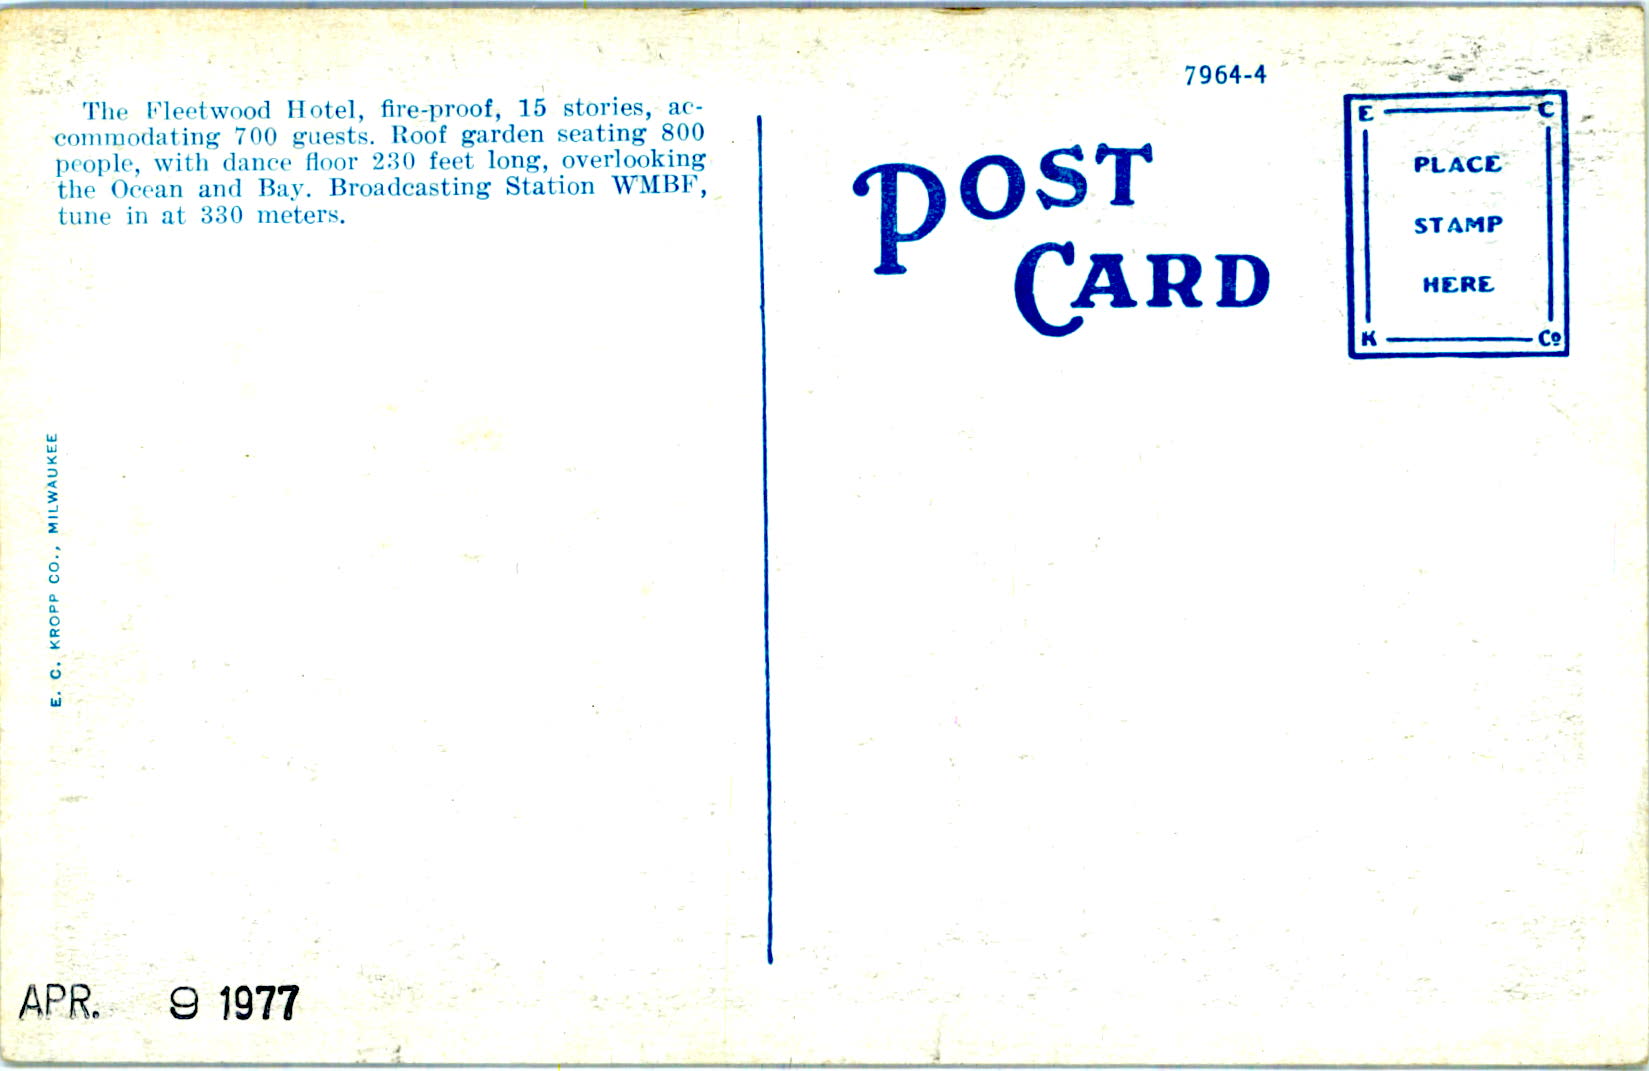 The Fleetwood Hotel, fire-proof, 15 stories, ac-
commodating 700 guests. Roof garden seating 800
people, with dance floor 230 feet long, overlooking
the Ocean and Bay. Broadcasting Station WMBF,
tune in at 330 meters.
E. C. KROPP CO., MILWAUKEE
APR. 9 1977
7964-4
POST
CARD
E C
PLACE
STAMP
HERE
K Co